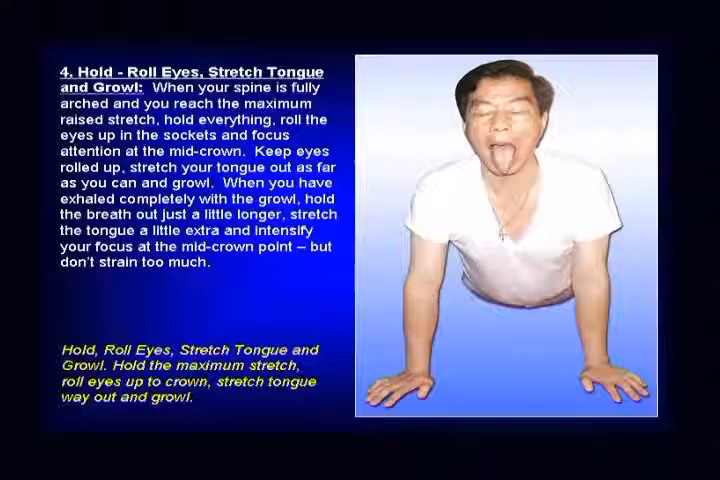 4. Hold - Roll Eyes, Stretch Tongue
and Growl: When your spine is fully
arched and you reach the maximum
raised stretch, hold everything, roll the
eyes up in the sockets and focus
attention at the mid-crown. Keep eyes
rolled up, stretch your tongue out as far
as you can and growl. When you have
exhaled completely with the growl, hold
the breath out just a little longer, stretch
the tongue a little extra and intensify
your focus at the mid-crown point – but
don't strain too much.
Hold, Roll Eyes, Stretch Tongue and
Growl. Hold the maximum stretch,
roll eyes up to crown, stretch tongue
way out and growl.